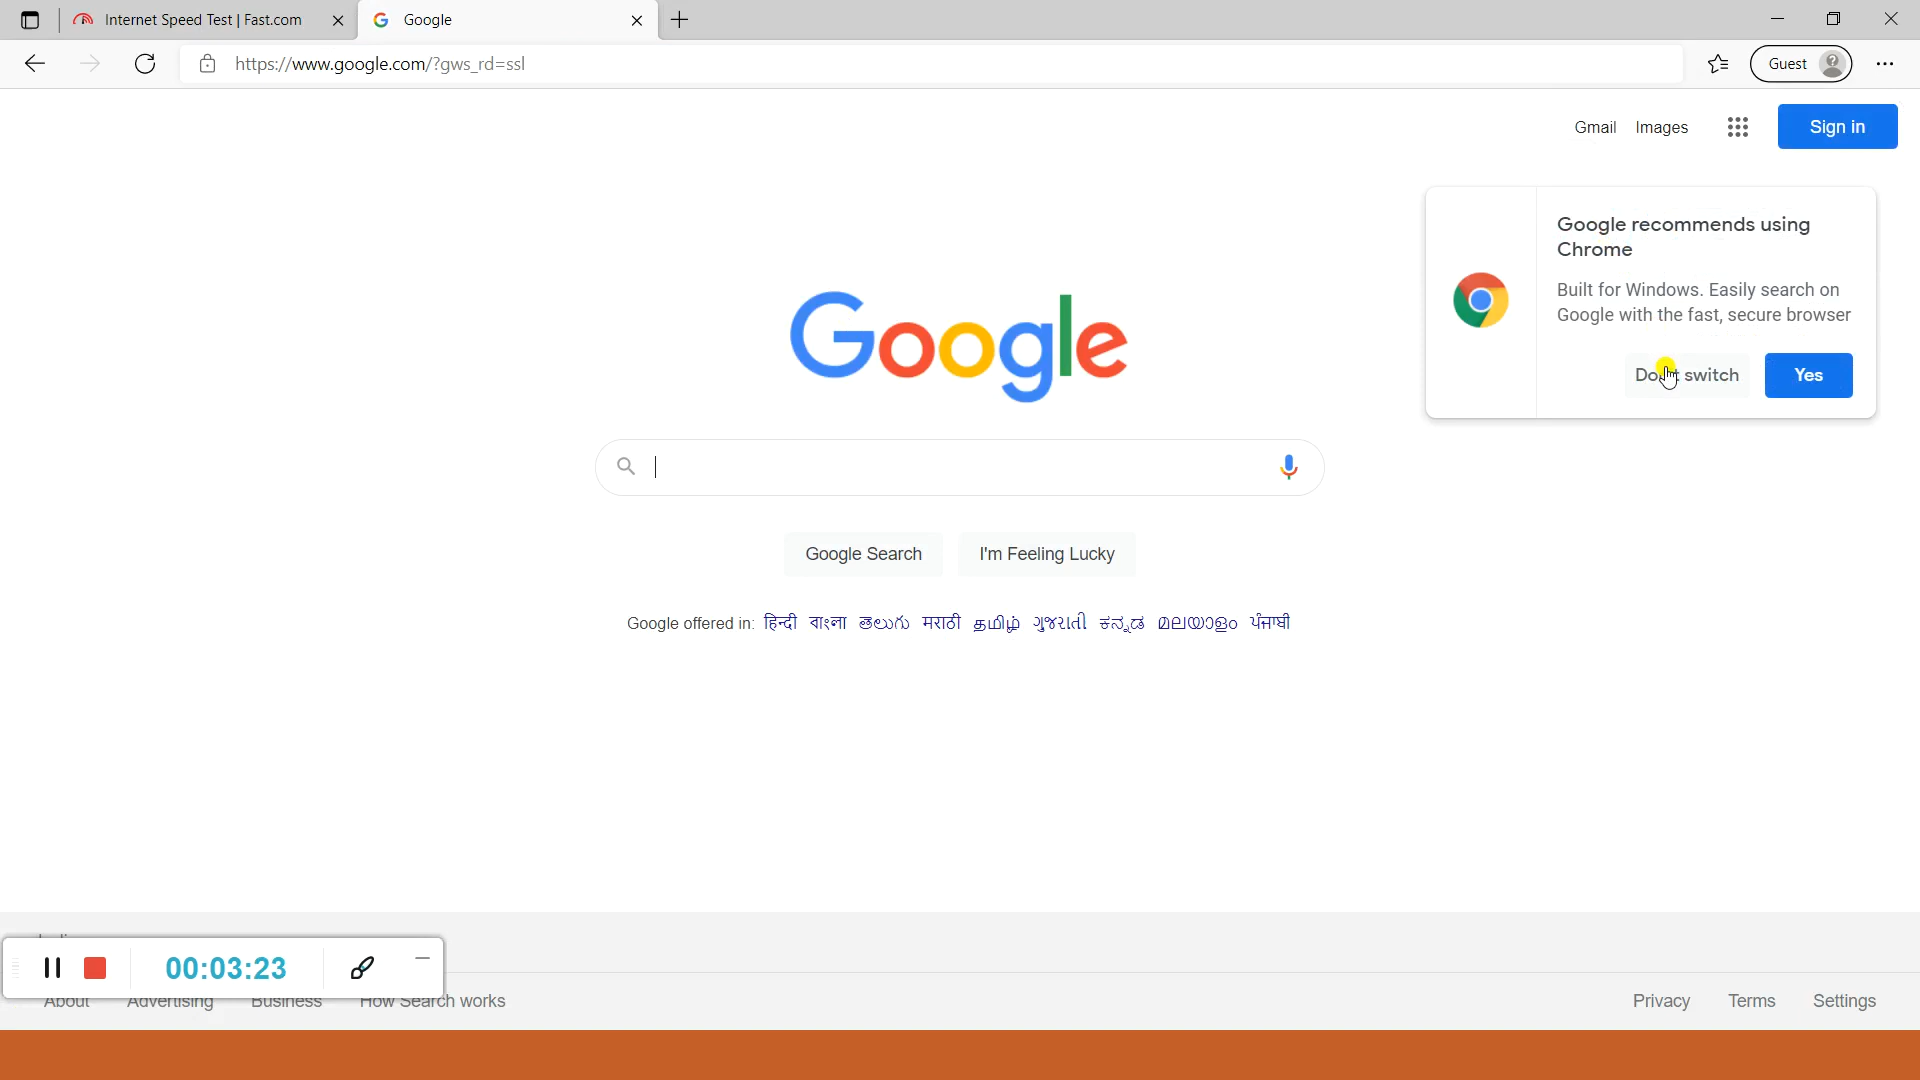 Internet Speed Test | Fast.com
Google
https://www.google.com/?gws_rd=ssl
Guest
Gmail Images
Sign in
Google recommends using
Chrome
Built for Windows. Easily search on
Google with the fast, secure browser
switch
Yes
Google
Google Search
I'm Feeling Lucky
Google offered in: हिन्दी বাংলা తెలుగు मराठी தமிழ் ગુજરાતી ಕನ್ನಡ മലയാളം ਪੰਜਾਬੀ
00:03:23
About Advertising Business How Search works
Privacy Terms Settings